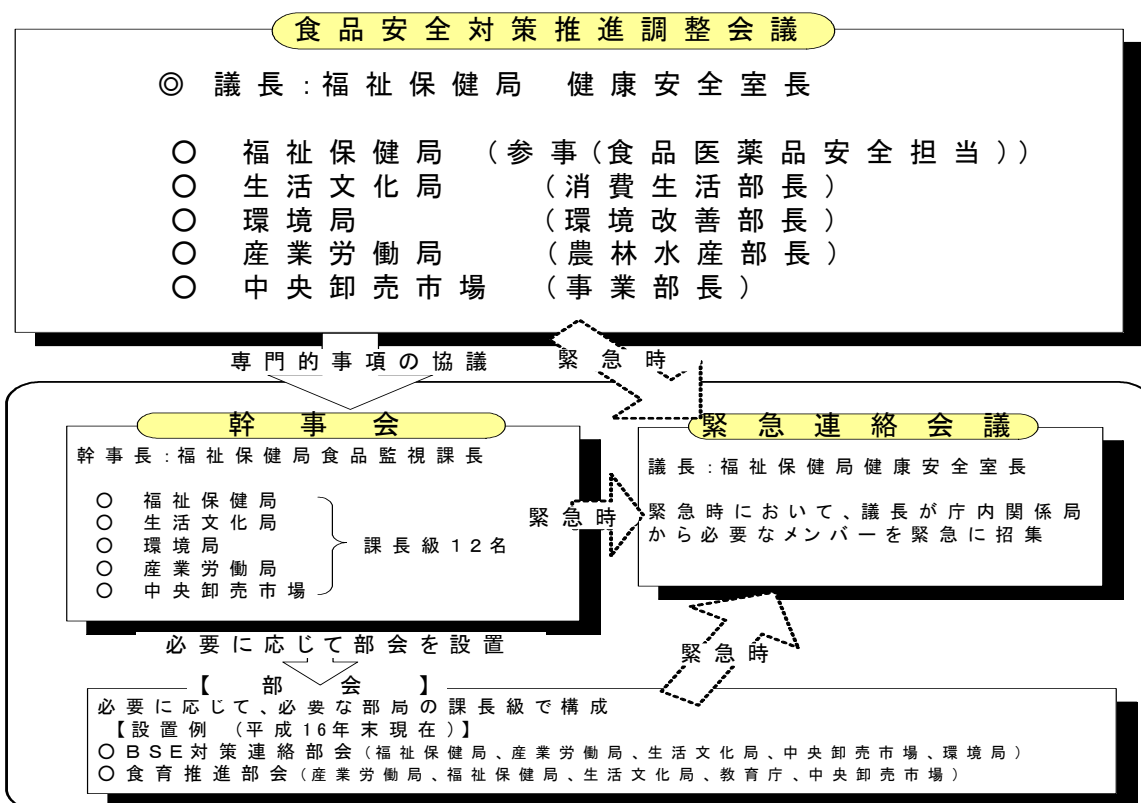 食品安全対策推進調整会議
◎ 議長:福祉保健局 健康安全室長
○ 福祉保健局 (参事(食品医薬品安全担当))
○ 生活文化局 (消費生活部長)
○ 環境局 (環境改善部長)
○ 産業労働局 (農林水産部長)
○ 中央卸売市場 (事業部長)
専門的事項の協議
緊急時
幹事会
幹事長:福祉保健局食品監視課長
○ 福祉保健局
○ 生活文化局
○ 環境局
○ 産業労働局
○ 中央卸売市場
課長級12名
緊急時
緊急連絡会議
議長:福祉保健局健康安全室長
緊急時において、議長が庁内関係局
から必要なメンバーを緊急に招集
必要に応じて部会を設置
緊急時
【 部 会 】
必要に応じて、必要な部局の課長級で構成
【設置例 (平成16年末現在)】
○BSE対策連絡部会(福祉保健局、産業労働局、生活文化局、中央卸売市場、環境局)
○食育推進部会(産業労働局、福祉保健局、生活文化局、教育庁、中央卸売市場)